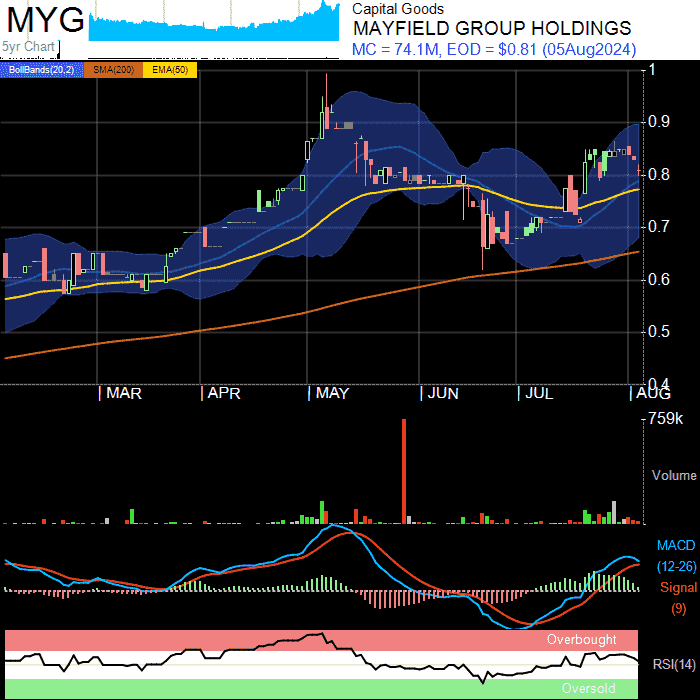 MYG
5yr Chart
Capital Goods
MAYFIELD GROUP HOLDINGS
MC = 74.1M, EOD = $0.81 (05Aug2024)
BollBands(20,2) SMA(200) EMA(50)
1
0.9
0.8
0.7
0.6
0.5
0.4
| MAR | APR | MAY | JUN | JUL | AUG
759k
Volume
MACD
(12-26)
Signal
(9)
Overbought
RSI(14)
Oversold